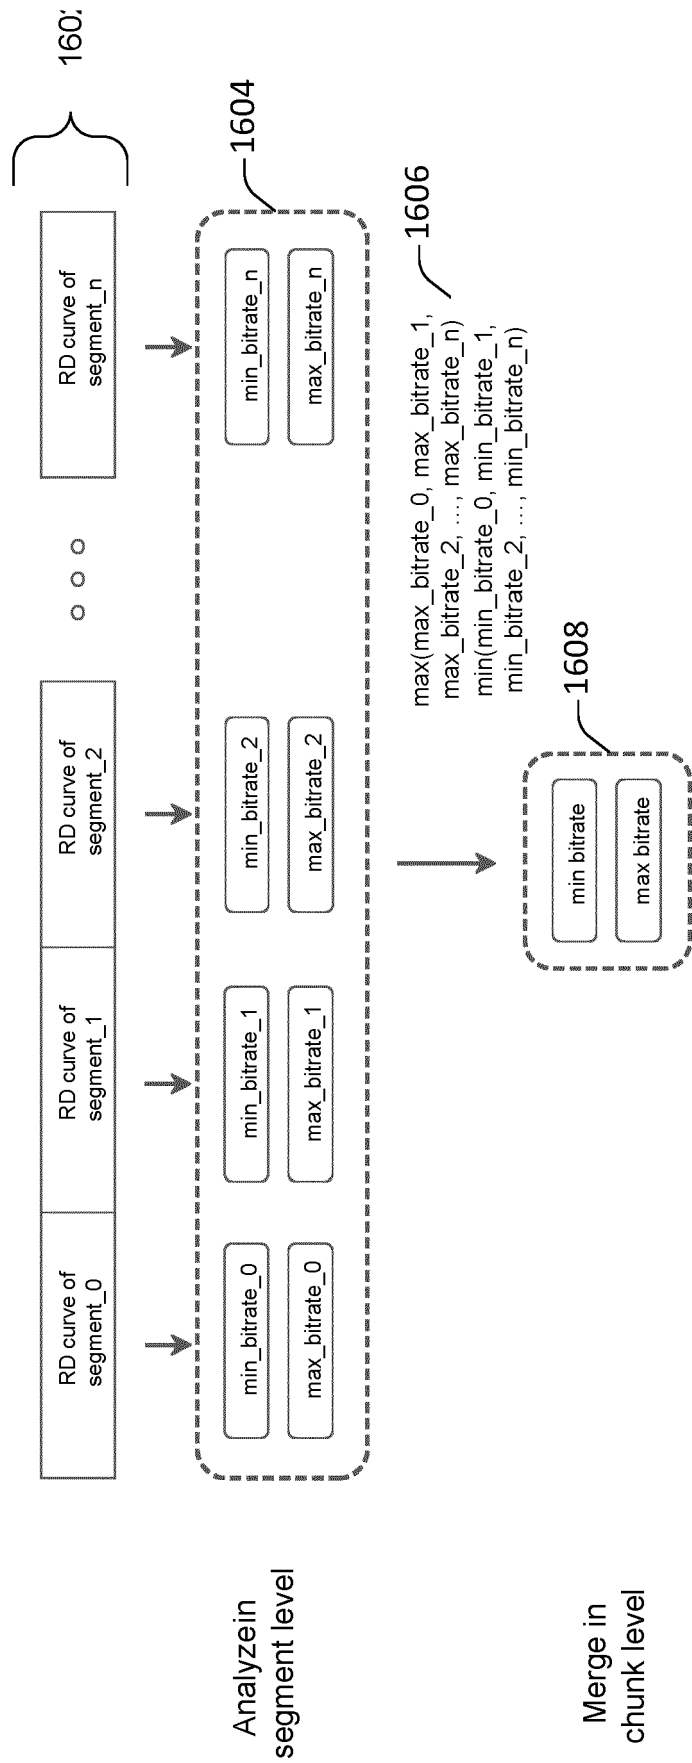 RD curve of
segment_0
RD curve of
segment_1
RD curve of
segment_2
RD curve of
segment_n
Analyzein
segment level
min_bitrate_0
max_bitrate_0
min_bitrate_1
max_bitrate_1
min_bitrate_2
max_bitrate_2
min_bitrate_n
max_bitrate_n
1604
max(max_bitrate_0, max_bitrate_1,
max_bitrate_2, ..., max_bitrate_n)
min(min_bitrate_0, min_bitrate_1,
min_bitrate_2, ..., min_bitrate_n)
1606
Merge in
chunk level
min bitrate
max bitrate
1608